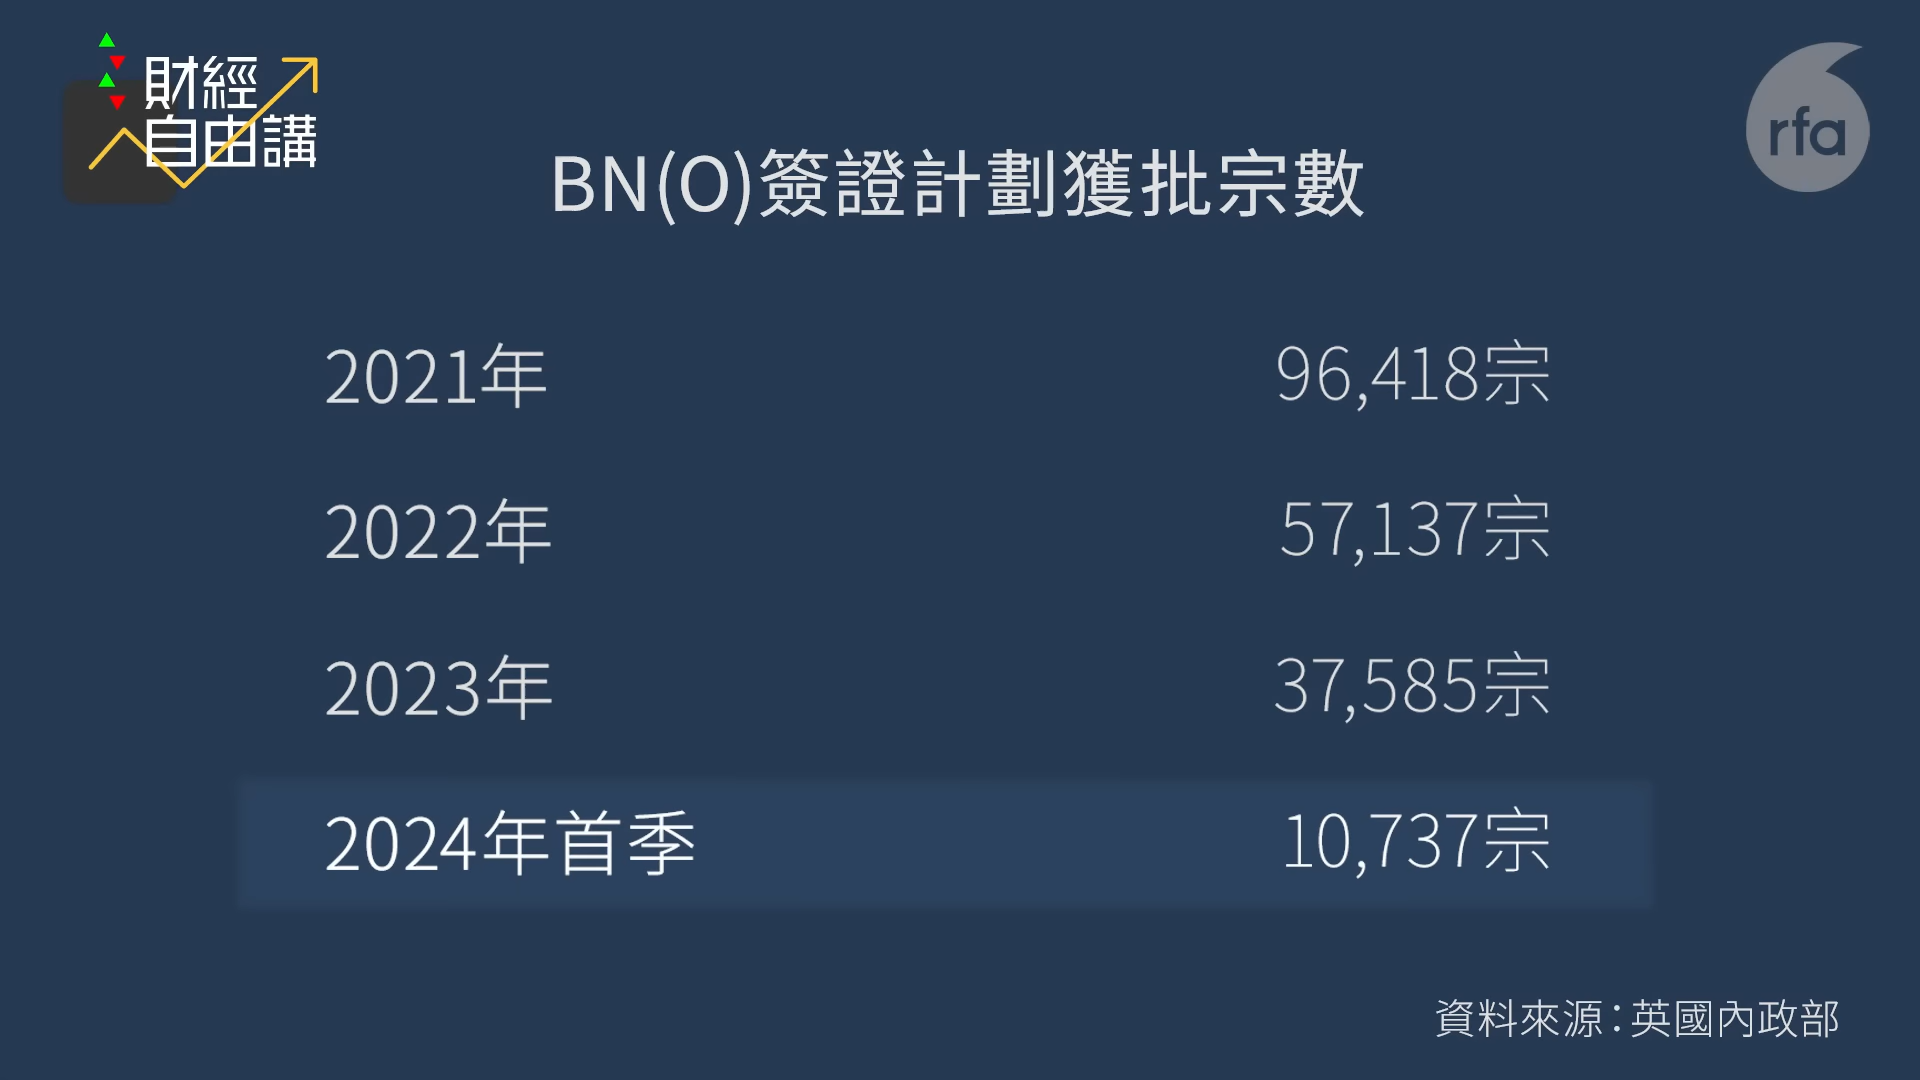 財經
自由講
rfa
BN(O)簽證計劃獲批宗數
2021年 96,418宗
2022年 57,137宗
2023年 37,585宗
2024年首季 10,737宗
資料來源：英國內政部